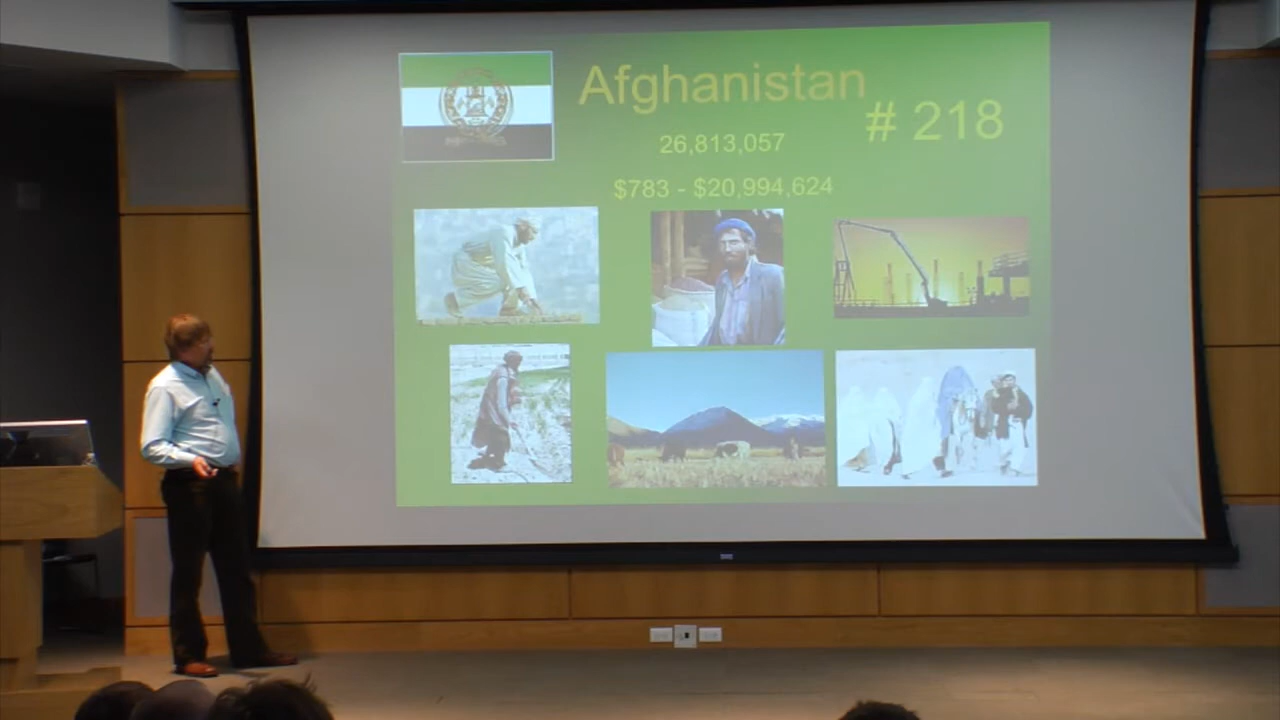 Afghanistan
# 218
26,813,057
$783 - $20,994,624